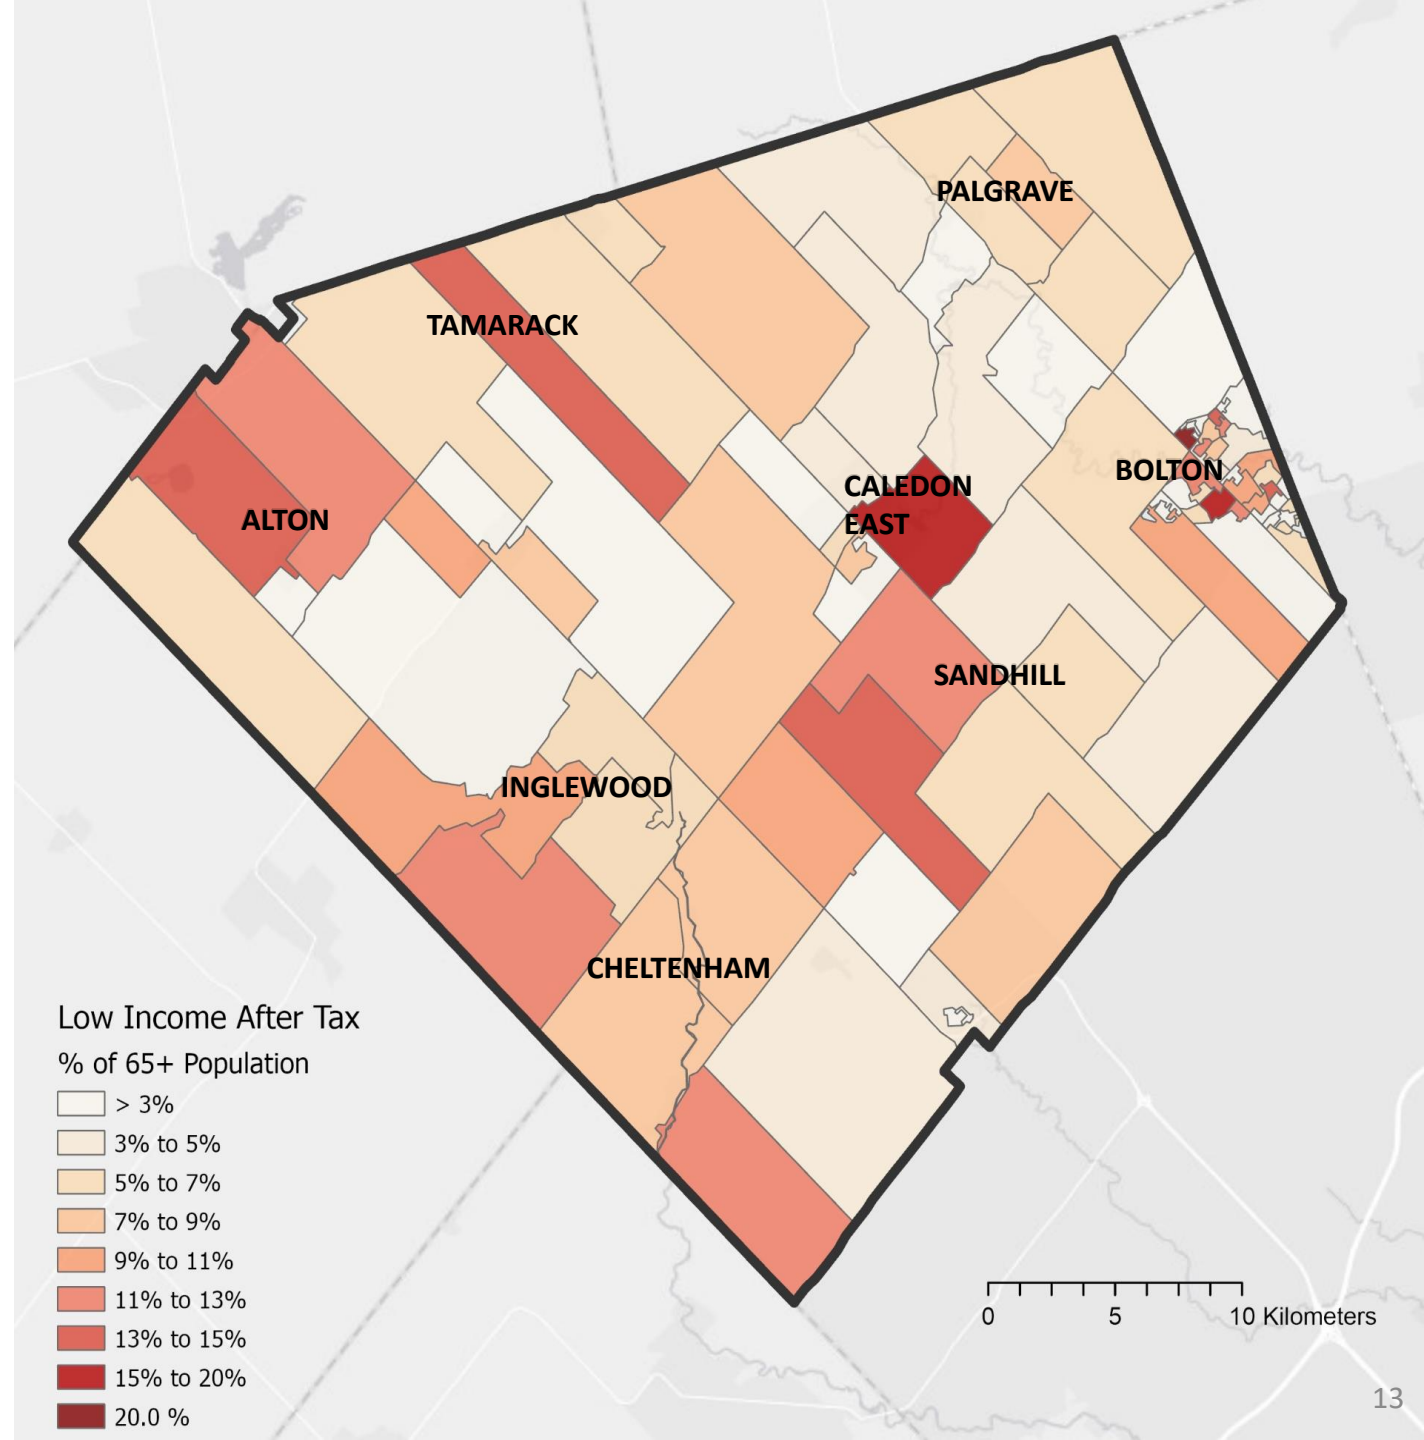 PALGRAVE
TAMARACK
BOLTON
CALEDON
EAST
ALTON
SANDHILL
INGLEWOOD
CHELTENHAM
Low Income After Tax
% of 65+ Population
> 3%
3% to 5%
5% to 7%
7% to 9%
9% to 11%
11% to 13%
13% to 15%
15% to 20%
20.0 %
0 5 10 Kilometers
13